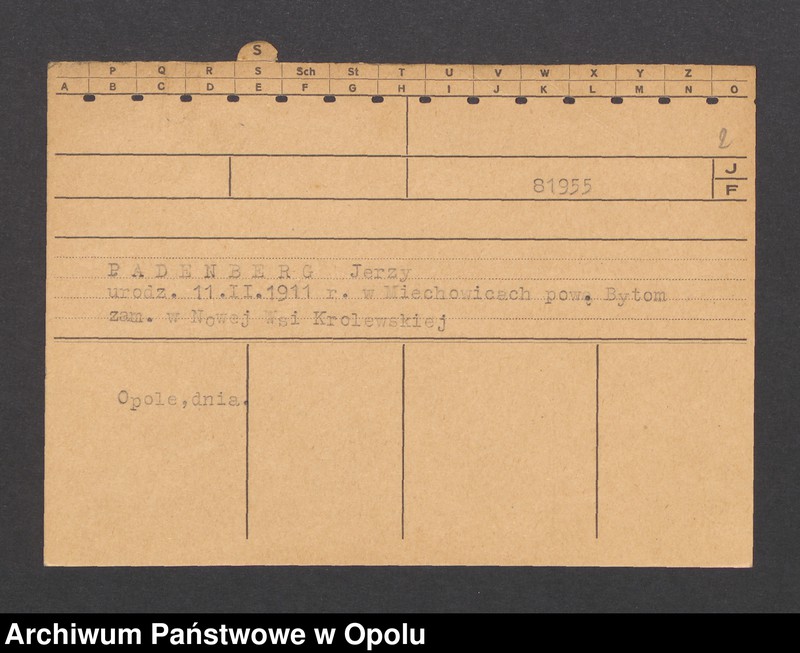 S
P Q R S Sch St T U V W X Y Z
A B C D E F G H I J K L M N O
2
81955
J
F
RADENBERG Jerzy
urodz. 11.II.1911 r. w Miechowicach pow. Bytom
zam. w Nowej Wsi Krolewskiej
Opole,dnia.
Archiwum Państwowe w Opolu